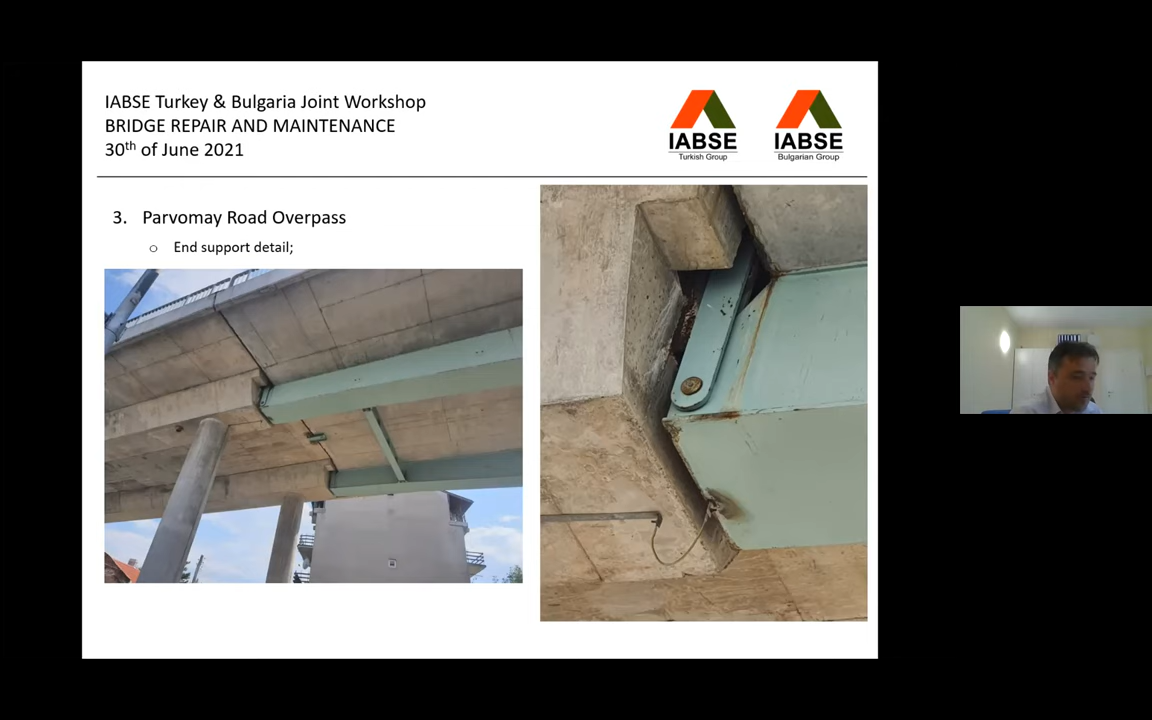 IABSE Turkey & Bulgaria Joint Workshop
BRIDGE REPAIR AND MAINTENANCE
30th of June 2021
IABSE
Turkish Group
IABSE
Bulgarian Group
3. Parvomay Road Overpass
o End support detail;